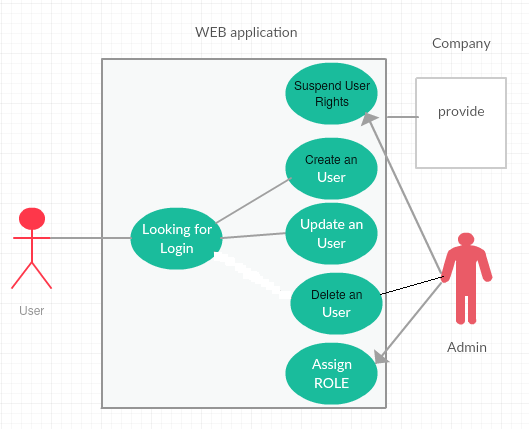 WEB application
Company
Suspend User
Rights
provide
Create an
User
Looking for
Login
Update an
User
Delete an
User
User
Admin
Assign
ROLE